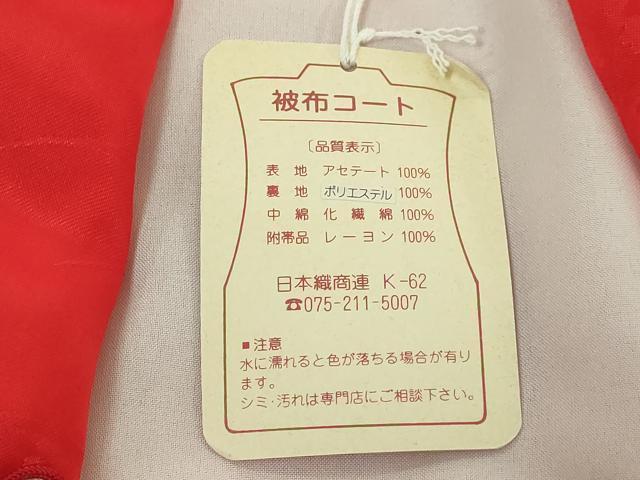 被布コート
〔品質表示〕
表地 アセテート 100%
裏地 ポリエステル 100%
中綿 化繊綿 100%
附帯品 レーヨン 100%
日本織商連 K-62
☎075-211-5007
■注意
水に濡れると色が落ちる場合が有り
ます。
シミ・汚れは専門店にご相談下さい。